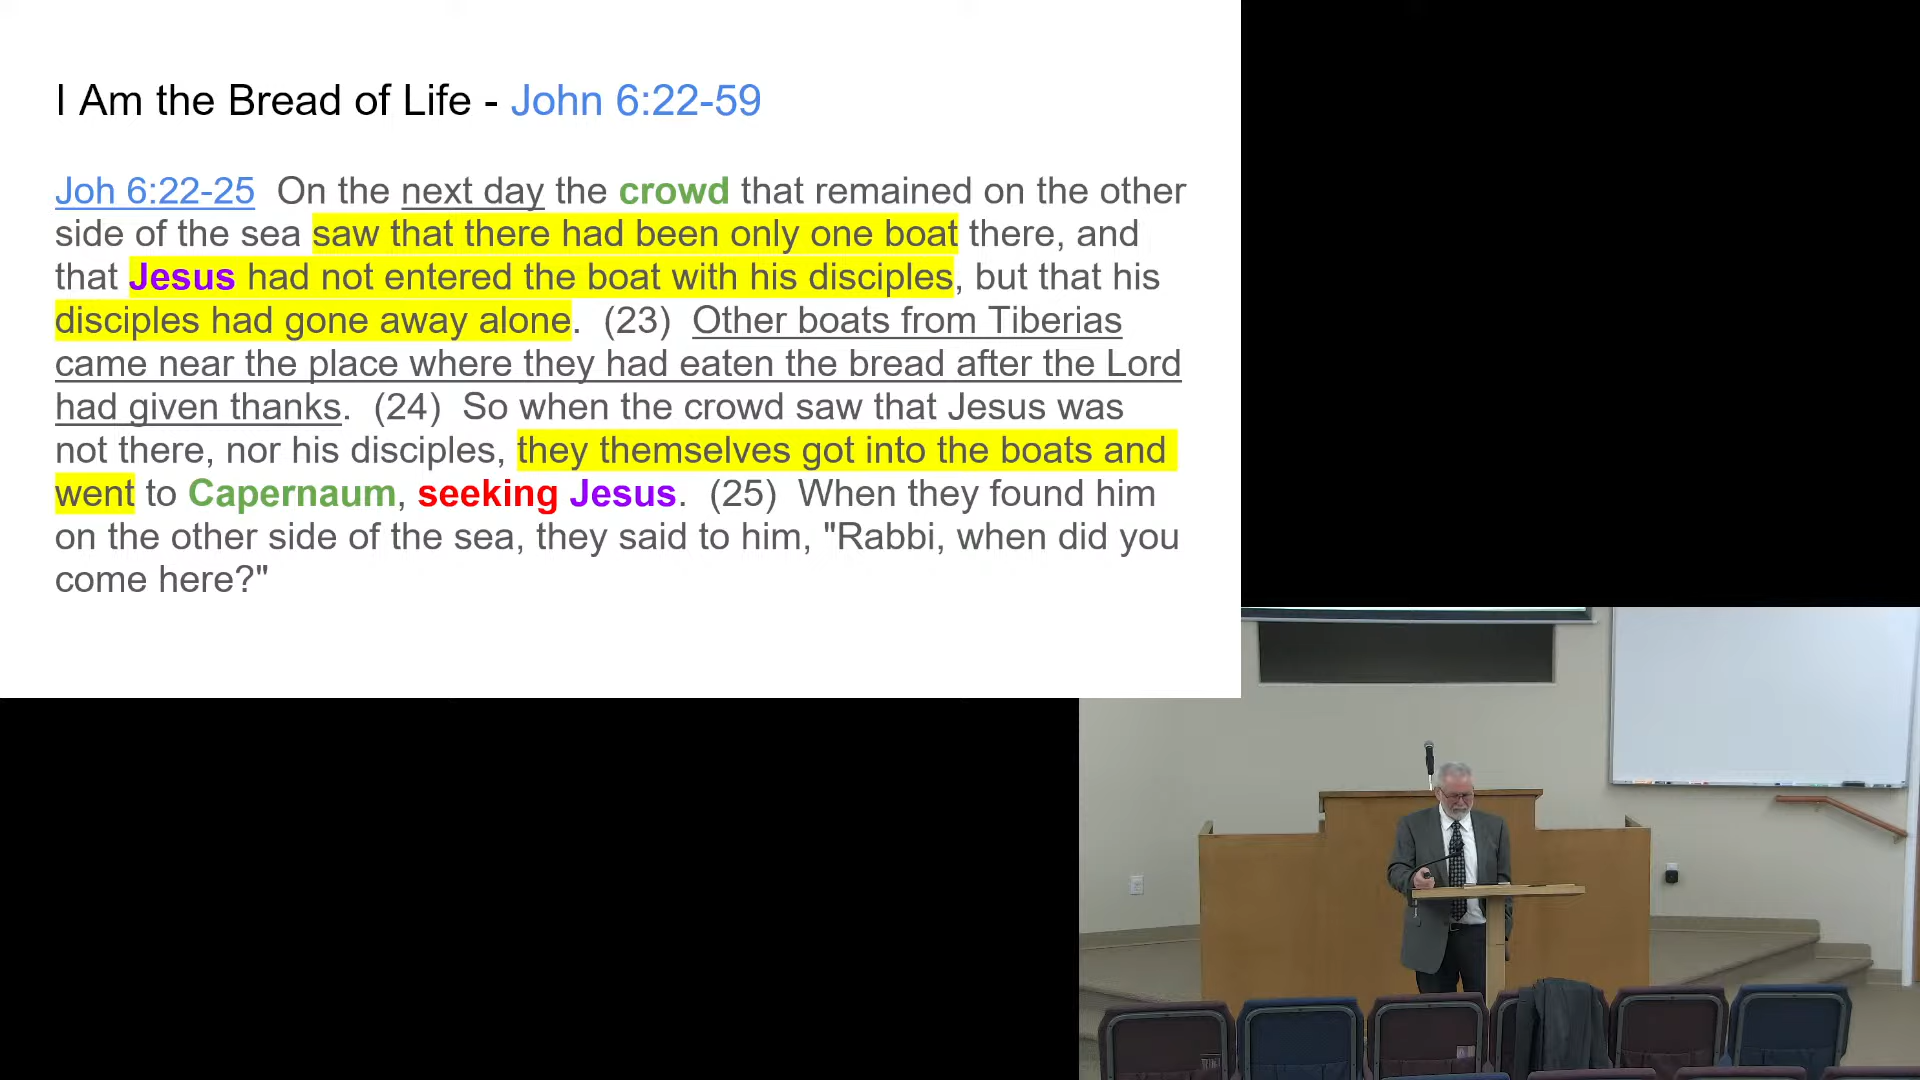 I Am the Bread of Life - John 6:22-59
Joh 6:22-25  On the next day the crowd that remained on the other
side of the sea saw that there had been only one boat there, and
that Jesus had not entered the boat with his disciples, but that his
disciples had gone away alone.  (23)  Other boats from Tiberias
came near the place where they had eaten the bread after the Lord
had given thanks.  (24)  So when the crowd saw that Jesus was
not there, nor his disciples, they themselves got into the boats and
went to Capernaum, seeking Jesus.  (25)  When they found him
on the other side of the sea, they said to him, "Rabbi, when did you
come here?"